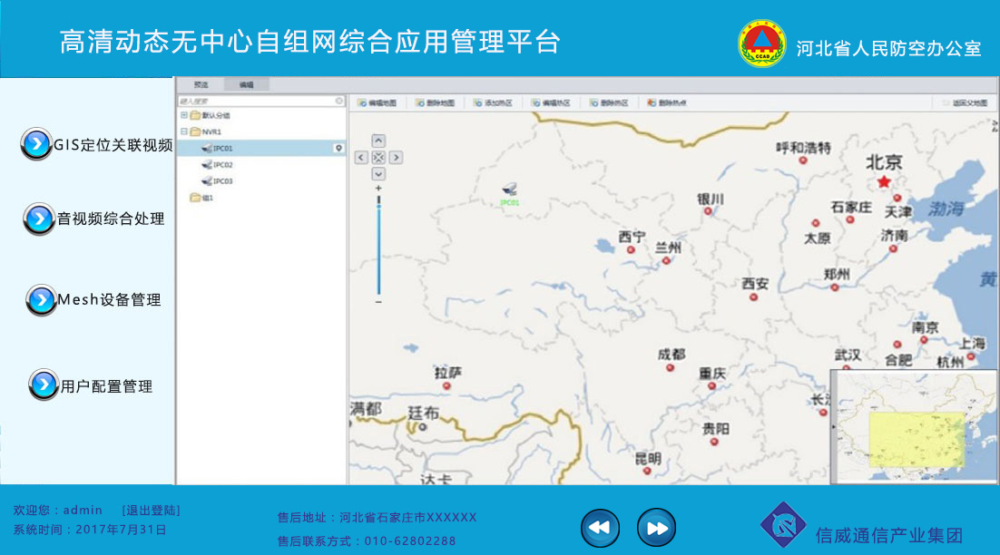 高清动态无中心自组网综合应用管理平台
CCAD
河北省人民防空办公室
预览 编辑
键入搜索
编辑地图 删除地图 添加热区 编辑热区 删除热区 删除热点 返回父地图
默认分组
NVR1
IPC01
IPC02
IPC03
组1
GIS定位关联视频
音视频综合处理
Mesh设备管理
用户配置管理
呼和浩特
北京
IPC01
银川
石家庄
天津
渤海
太原
济南
西宁
兰州
西安
郑州
黄
南京
上海
成都
武汉
合肥
杭州
拉萨
重庆
长沙
满都
廷布
贵阳
昆明
达卡
欢迎您：admin [退出登陆]
系统时间：2017年7月31日
售后地址：河北省石家庄市XXXXXX
售后联系方式：010-62802288
信威通信产业集团